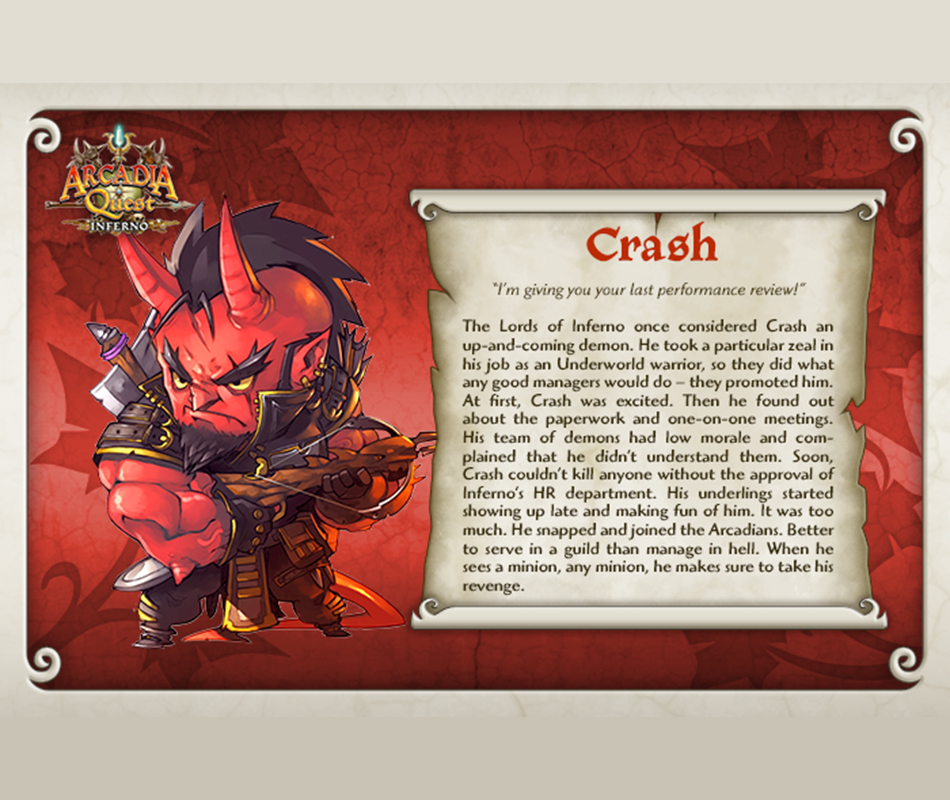 ARCADIA
Quest
INFERNO
Crash
"I'm giving you your last performance review!"
The Lords of Inferno once considered Crash an
up-and-coming demon. He took a particular zeal in
his job as an Underworld warrior, so they did what
any good managers would do – they promoted him.
At first, Crash was excited. Then he found out
about the paperwork and one-on-one meetings.
His team of demons had low morale and com-
plained that he didn't understand them. Soon,
Crash couldn't kill anyone without the approval of
Inferno's HR department. His underlings started
showing up late and making fun of him. It was too
much. He snapped and joined the Arcadians. Better
to serve in a guild than manage in hell. When he
sees a minion, any minion, he makes sure to take his
revenge.